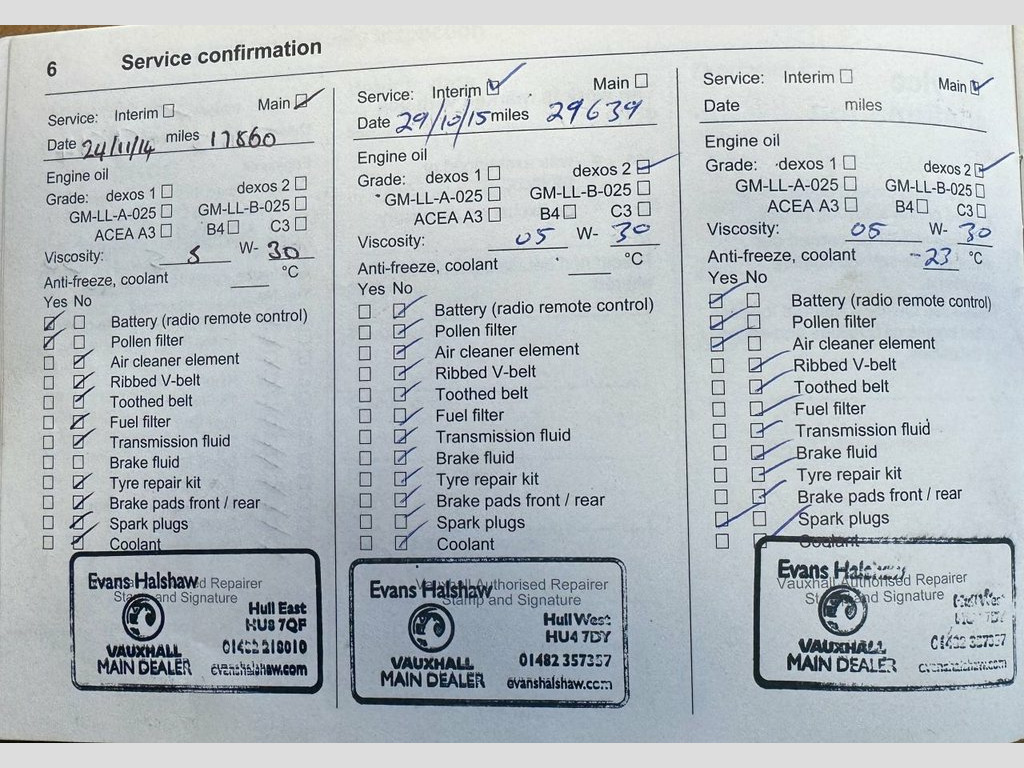 6 Service confirmation
Service: Interim ☐ Main ☑
Date 24/11/14 miles 17860
Engine oil
Grade: dexos 1 ☐ dexos 2 ☐
GM-LL-A-025 ☐ GM-LL-B-025 ☐
ACEA A3 ☐ B4 ☐ C3 ☐
Viscosity: 5 W- 30
Anti-freeze, coolant ____ °C
Yes No
☑ ☐ Battery (radio remote control)
☑ ☐ Pollen filter
☐ ☑ Air cleaner element
☐ ☑ Ribbed V-belt
☐ ☑ Toothed belt
☐ ☑ Fuel filter
☐ ☑ Transmission fluid
☐ ☐ Brake fluid
☐ ☑ Tyre repair kit
☐ ☑ Brake pads front / rear
☐ ☑ Spark plugs
☐ ☑ Coolant
Evans Halshaw
d Repairer
Stamp and Signature
Hull East
HU8 7QF
VAUXHALL 01482 218010
MAIN DEALER evanshalshaw.com
Service: Interim ☑ Main ☐
Date 29/10/15 miles 29639
Engine oil
Grade: dexos 1 ☐ dexos 2 ☑
GM-LL-A-025 ☐ GM-LL-B-025 ☐
ACEA A3 ☐ B4 ☐ C3 ☐
Viscosity: 05 W- 30
Anti-freeze, coolant ____ °C
Yes No
☐ ☑ Battery (radio remote control)
☐ ☑ Pollen filter
☐ ☑ Air cleaner element
☐ ☑ Ribbed V-belt
☐ ☑ Toothed belt
☐ ☑ Fuel filter
☐ ☑ Transmission fluid
☐ ☑ Brake fluid
☐ ☑ Tyre repair kit
☐ ☑ Brake pads front / rear
☐ ☑ Spark plugs
☐ ☑ Coolant
Evans Halshaw
Vauxhall Authorised Repairer
Stamp and Signature
Hull West
HU4 7DY
VAUXHALL 01482 357357
MAIN DEALER evanshalshaw.com
Service: Interim ☐ Main ☑
Date miles
Engine oil
Grade: dexos 1 ☐ dexos 2 ☑
GM-LL-A-025 ☐ GM-LL-B-025 ☐
ACEA A3 ☐ B4 ☐ C3 ☐
Viscosity: 05 W- 30
Anti-freeze, coolant -23 °C
Yes No
☑ ☐ Battery (radio remote control)
☑ ☐ Pollen filter
☑ ☐ Air cleaner element
☐ ☑ Ribbed V-belt
☐ ☑ Toothed belt
☐ ☑ Fuel filter
☐ ☑ Transmission fluid
☐ ☑ Brake fluid
☐ ☑ Tyre repair kit
☐ ☑ Brake pads front / rear
☑ ☐ Spark plugs
☐ ☑ Coolant
Evans Halshaw
Vauxhall Authorised Repairer
Stamp and Signature
VAUXHALL 01482 357357
MAIN DEALER evanshalshaw.com